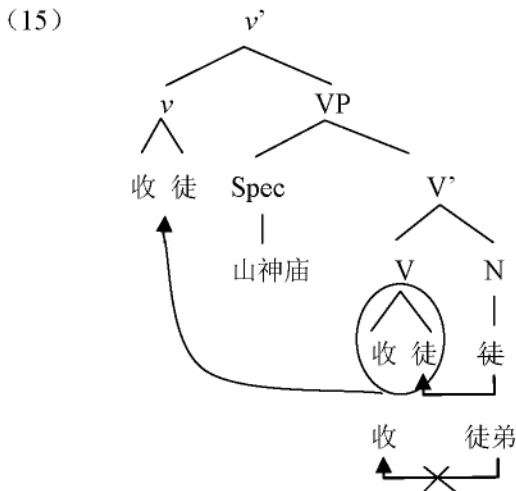 (15) v’
v VP
收 徒 Spec V’
山神庙 V N
收 徒 徒
收 徒弟